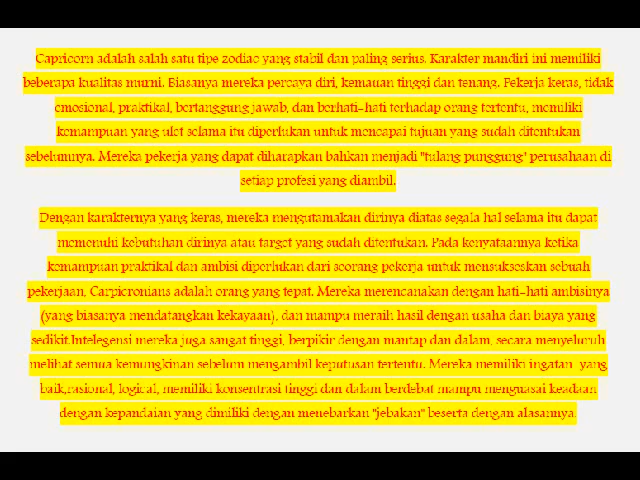 Capricorn adalah salah satu tipe zodiac yang stabil dan paling serius. Karakter mandiri ini memiliki
beberapa kualitas murni. Biasanya mereka percaya diri, kemauan tinggi dan tenang. Pekerja keras, tidak
emosional, praktikal, bertanggung jawab, dan berhati-hati terhadap orang tertentu, memiliki
kemampuan yang ulet selama itu diperlukan untuk mencapai tujuan yang sudah ditentukan
sebelumnya. Mereka pekerja yang dapat diharapkan bahkan menjadi "tulang punggung" perusahaan di
setiap profesi yang diambil.
Dengan karakternya yang keras, mereka mengutamakan dirinya diatas segala hal selama itu dapat
memenuhi kebutuhan dirinya atau target yang sudah ditentukan. Pada kenyataannya ketika
kemampuan praktikal dan ambisi diperlukan dari seorang pekerja untuk mensukseskan sebuah
pekerjaan, Carpicronians adalah orang yang tepat. Mereka merencanakan dengan hati-hati ambisinya
(yang biasanya mendatangkan kekayaan), dan mampu meraih hasil dengan usaha dan biaya yang
sedikit.Intelegensi mereka juga sangat tinggi, berpikir dengan mantap dan dalam, secara menyeluruh
melihat semua kemungkinan sebelum mengambil keputusan tertentu. Mereka memiliki ingatan yang
baik,rasional, logical, memiliki konsentrasi tinggi dan dalam berdebat mampu menguasai keadaan
dengan kepandaian yang dimiliki dengan menebarkan "jebakan" beserta dengan alasannya.